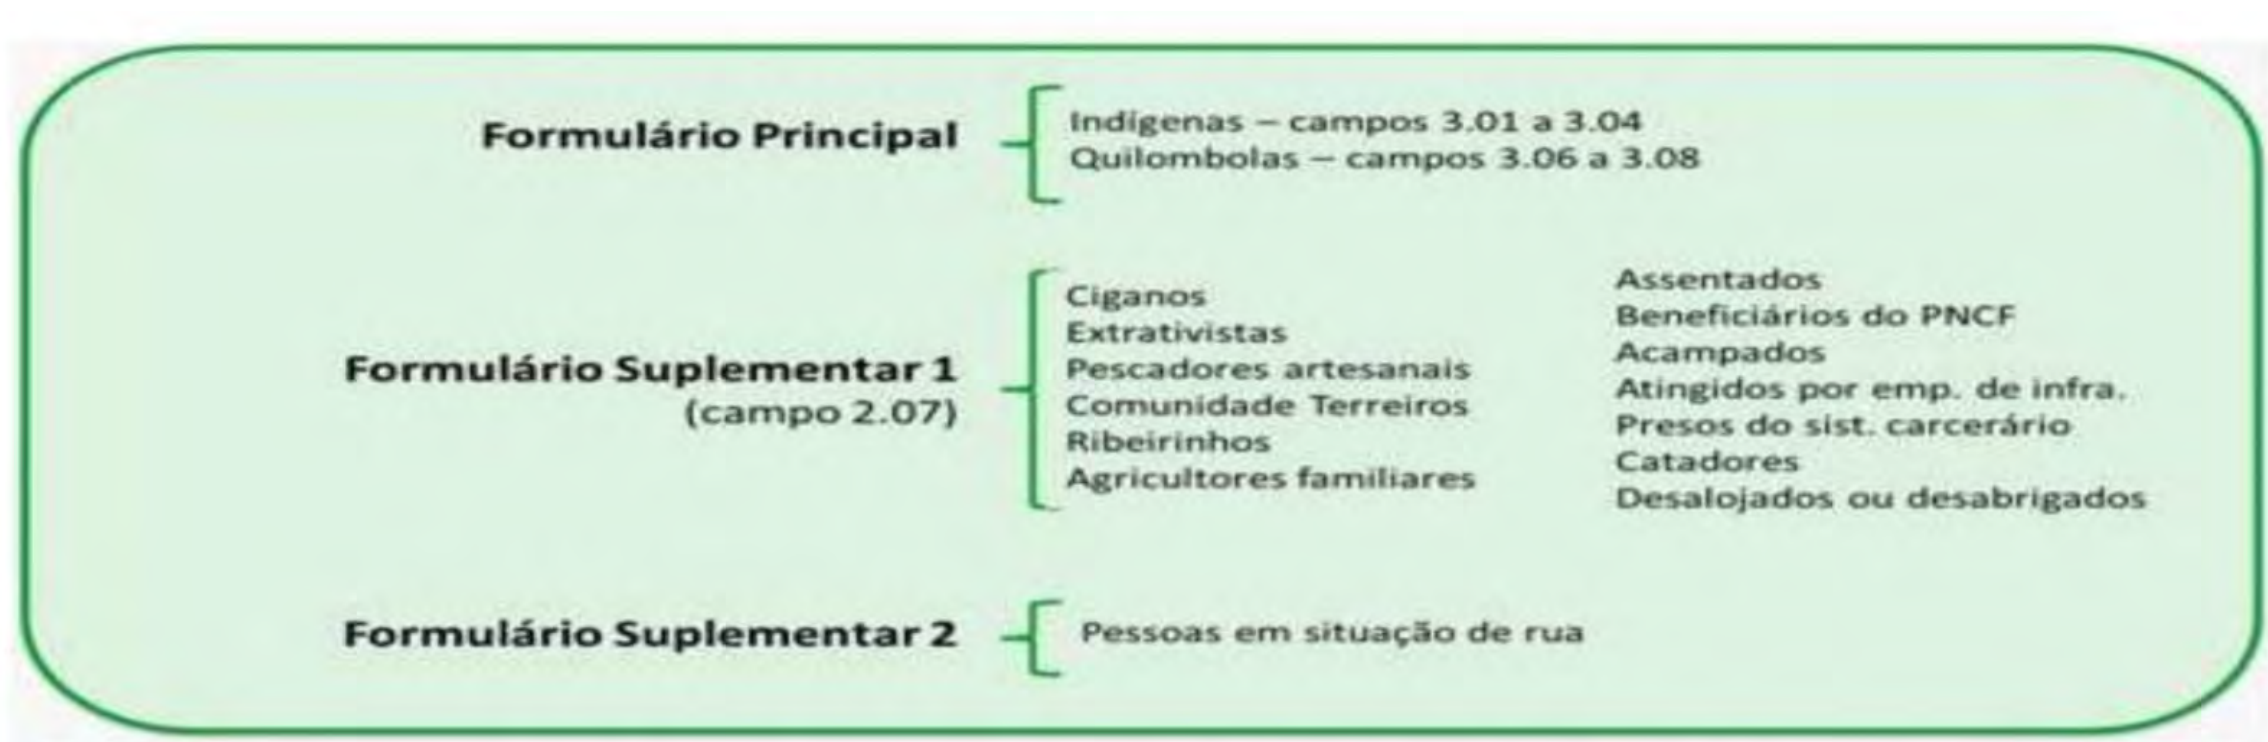 Formulário Principal
Indígenas – campos 3.01 a 3.04
Quilombolas – campos 3.06 a 3.08
Formulário Suplementar 1
(campo 2.07)
Ciganos
Extrativistas
Pescadores artesanais
Comunidade Terreiros
Ribeirinhos
Agricultores familiares
Assentados
Beneficiários do PNCF
Acampados
Atingidos por emp. de infra.
Presos do sist. carcerário
Catadores
Desalojados ou desabrigados
Formulário Suplementar 2
Pessoas em situação de rua